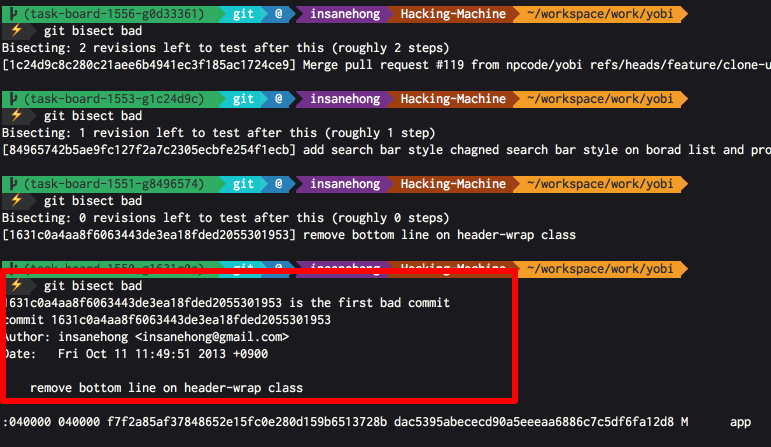 (task-board-1556-g0d33361) git @ insanehong Hacking-Machine ~/workspace/work/yobi
⚡ git bisect bad
Bisecting: 2 revisions left to test after this (roughly 2 steps)
[1c24d9c8c280c21aee6b4941ec3f185ac1724ce9] Merge pull request #119 from npcode/yobi refs/heads/feature/clone-u
(task-board-1553-g1c24d9c) git @ insanehong Hacking-Machine ~/workspace/work/yobi
⚡ git bisect bad
Bisecting: 1 revision left to test after this (roughly 1 step)
[84965742b5ae9fc127f2a7c2305ecbfe254f1ecb] add search bar style chagned search bar style on borad list and pro
(task-board-1551-g8496574) git @ insanehong Hacking-Machine ~/workspace/work/yobi
⚡ git bisect bad
Bisecting: 0 revisions left to test after this (roughly 0 steps)
[1631c0a4aa8f6063443de3ea18fded2055301953] remove bottom line on header-wrap class
(task-board-1550-g1631c0a) git @ insanehong Hacking-Machine ~/workspace/work/yobi
⚡ git bisect bad
1631c0a4aa8f6063443de3ea18fded2055301953 is the first bad commit
commit 1631c0a4aa8f6063443de3ea18fded2055301953
Author: insanehong <insanehong@gmail.com>
Date: Fri Oct 11 11:49:51 2013 +0900
remove bottom line on header-wrap class
:040000 040000 f7f2a85af37848652e15fc0e280d159b6513728b dac5395abececd90a5eeeaa6886c7c5df6fa12d8 M app